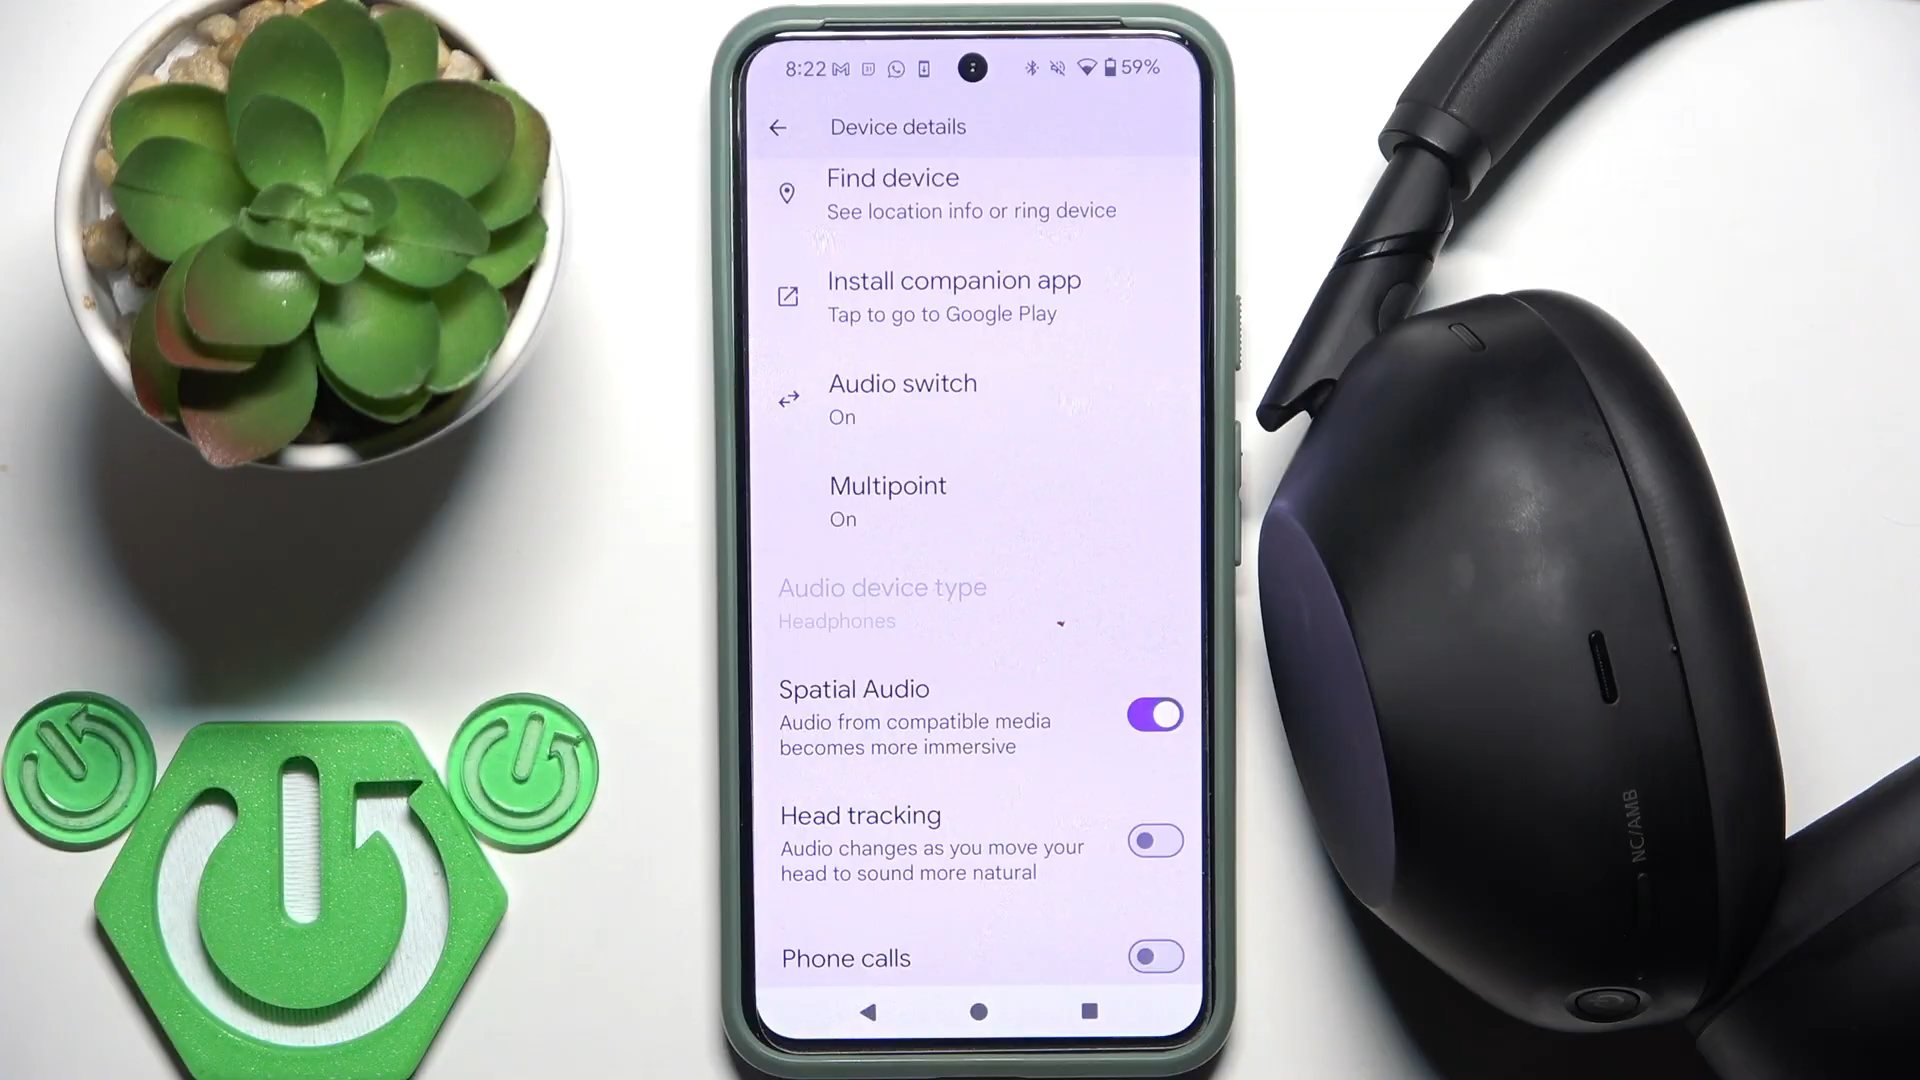 8:22 59%
Device details
Find device
See location info or ring device
Install companion app
Tap to go to Google Play
Audio switch
On
Multipoint
On
Audio device type
Headphones
Spatial Audio
Audio from compatible media
becomes more immersive
Head tracking
Audio changes as you move your
head to sound more natural
Phone calls
NC/AMB